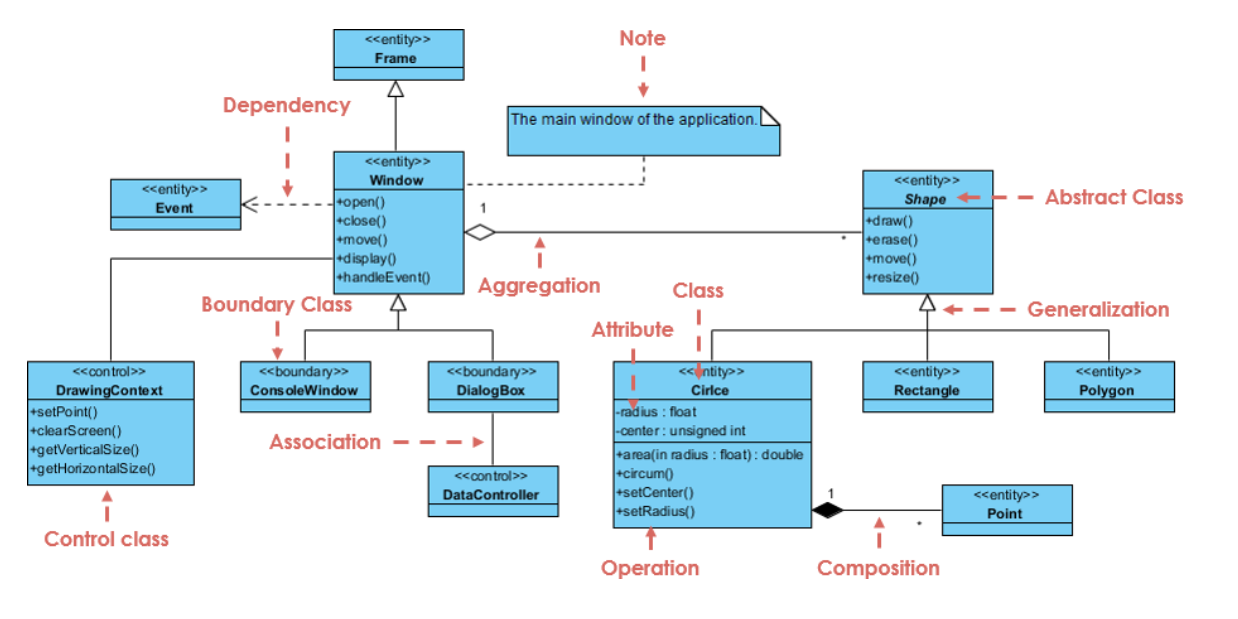 <<entity>>
Frame
Note
Dependency
The main window of the application.
<<entity>>
Window
+open()
+close()
+move()
+display()
+handleEvent()
<<entity>>
Event
1
*
Aggregation
<<entity>>
Shape
+draw()
+erase()
+move()
+resize()
Abstract Class
Generalization
Boundary Class
Class
Attribute
<<control>>
DrawingContext
+setPoint()
+clearScreen()
+getVerticalSize()
+getHorizontalSize()
Control class
<<boundary>>
ConsoleWindow
<<boundary>>
DialogBox
Association
<<control>>
DataController
<<entity>>
Cirlce
-radius : float
-center : unsigned int
+area(in radius : float) : double
+circum()
+setCenter()
+setRadius()
Operation
<<entity>>
Rectangle
<<entity>>
Polygon
1
*
Composition
<<entity>>
Point